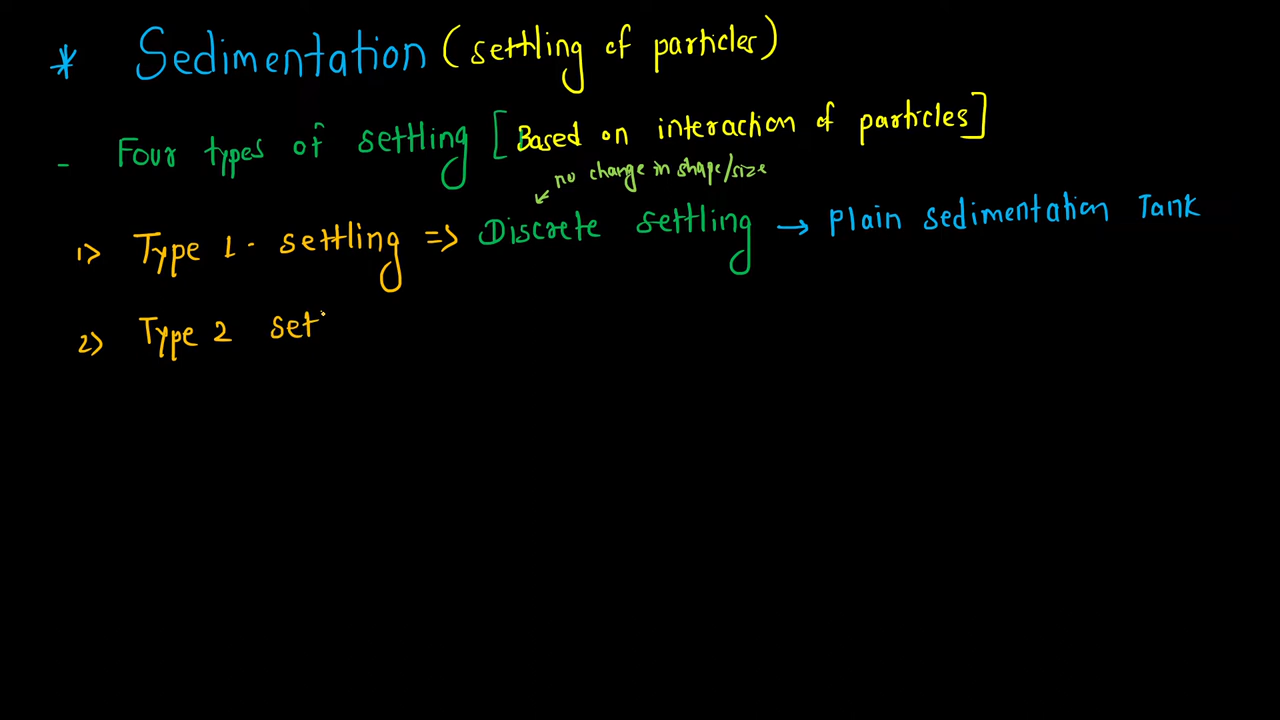 * Sedimentation (settling of particles)
- Four types of settling [Based on interaction of particles]
no change in shape/size
1) Type 1 - settling => Discrete settling → Plain sedimentation Tank
2) Type 2 set